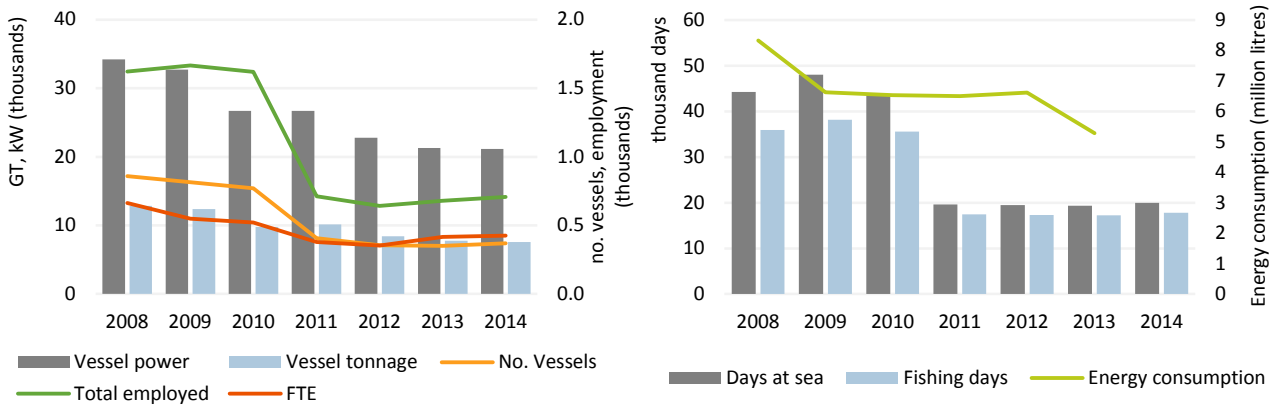 GT, kW (thousands)
40
30
20
10
0
2.0
1.5
1.0
0.5
0.0
no. vessels, employment
(thousands)
2008 2009 2010 2011 2012 2013 2014
Vessel power Vessel tonnage No. Vessels
Total employed FTE
thousand days
60
50
40
30
20
10
0
9
8
7
6
5
4
3
2
1
0
Energy consumption (million litres)
2008 2009 2010 2011 2012 2013 2014
Days at sea Fishing days Energy consumption